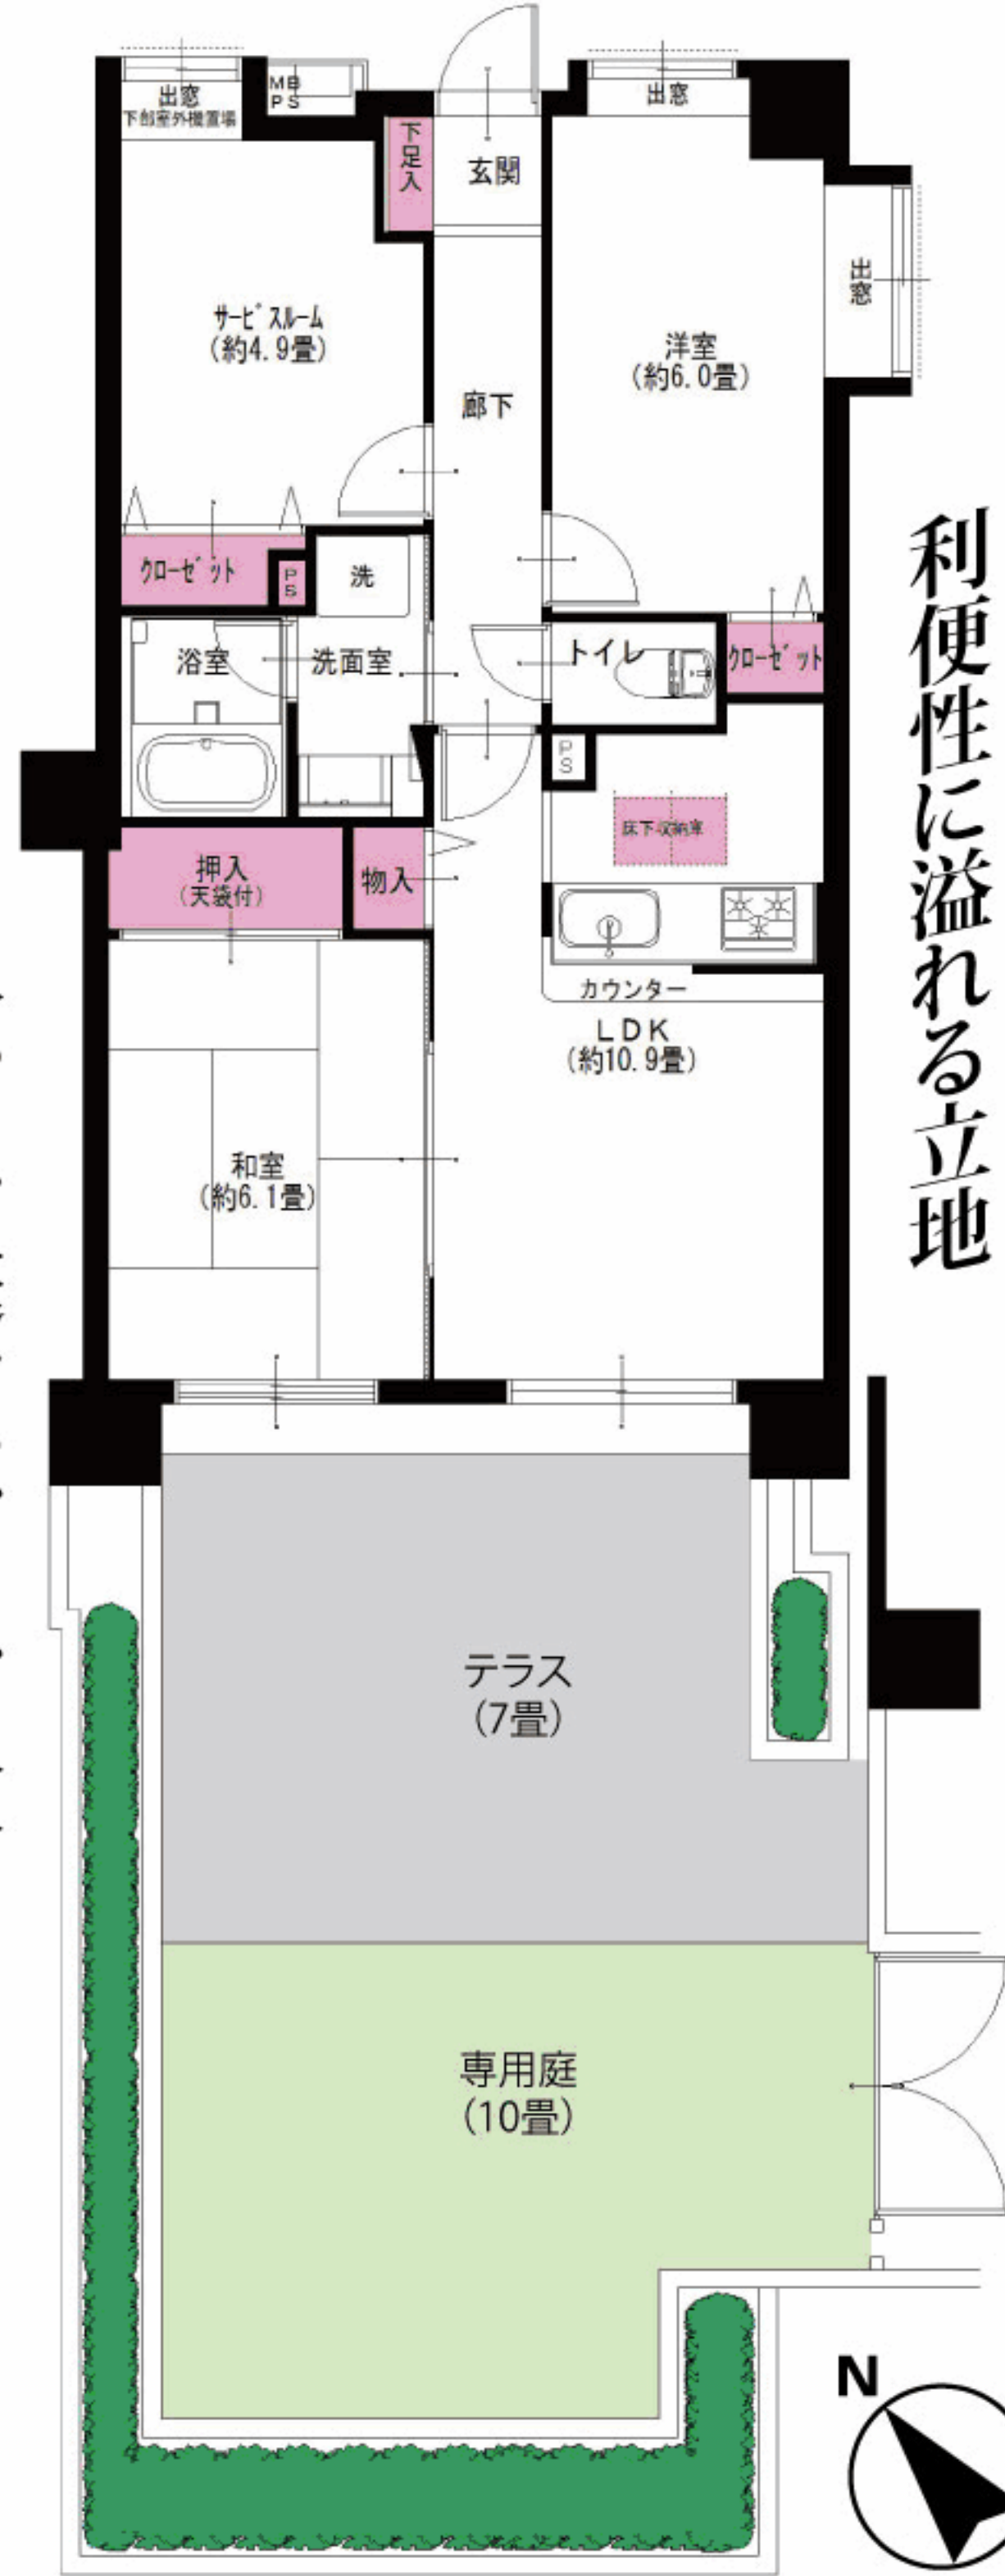 出窓
下部室外機置場
MB
PS
下足入
玄関
出窓
出窓
ｻｰﾋﾞｽﾙｰﾑ
(約4.9畳)
洋室
(約6.0畳)
廊下
ｸﾛｰｾﾞｯﾄ
PS
洗
浴室
洗面室
トイレ
ｸﾛｰｾﾞｯﾄ
PS
床下収納庫
押入
(天袋付)
物入
カウンター
LDK
(約10.9畳)
和室
(約6.1畳)
利便性に溢れる立地
テラス
(7畳)
専用庭
(10畳)
N